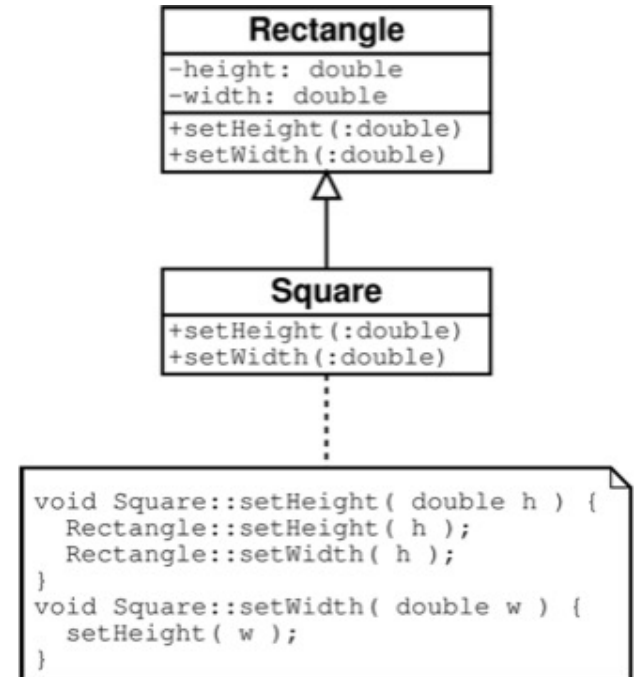 Rectangle
-height: double
-width: double
+setHeight(:double)
+setWidth(:double)
Square
+setHeight(:double)
+setWidth(:double)
void Square::setHeight( double h ) {
  Rectangle::setHeight( h );
  Rectangle::setWidth( h );
}
void Square::setWidth( double w ) {
  setHeight( w );
}